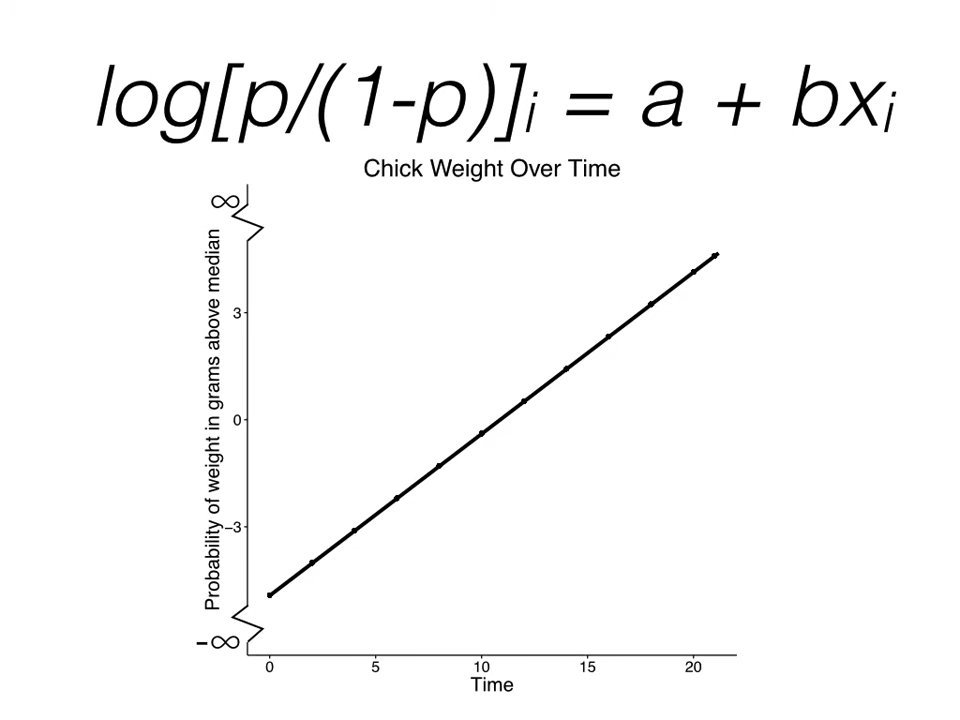 log[p/(1-p)]i = a + bxi
Chick Weight Over Time
∞
Probability of weight in grams above median
3
0
−3
-∞
0 5 10 15 20
Time